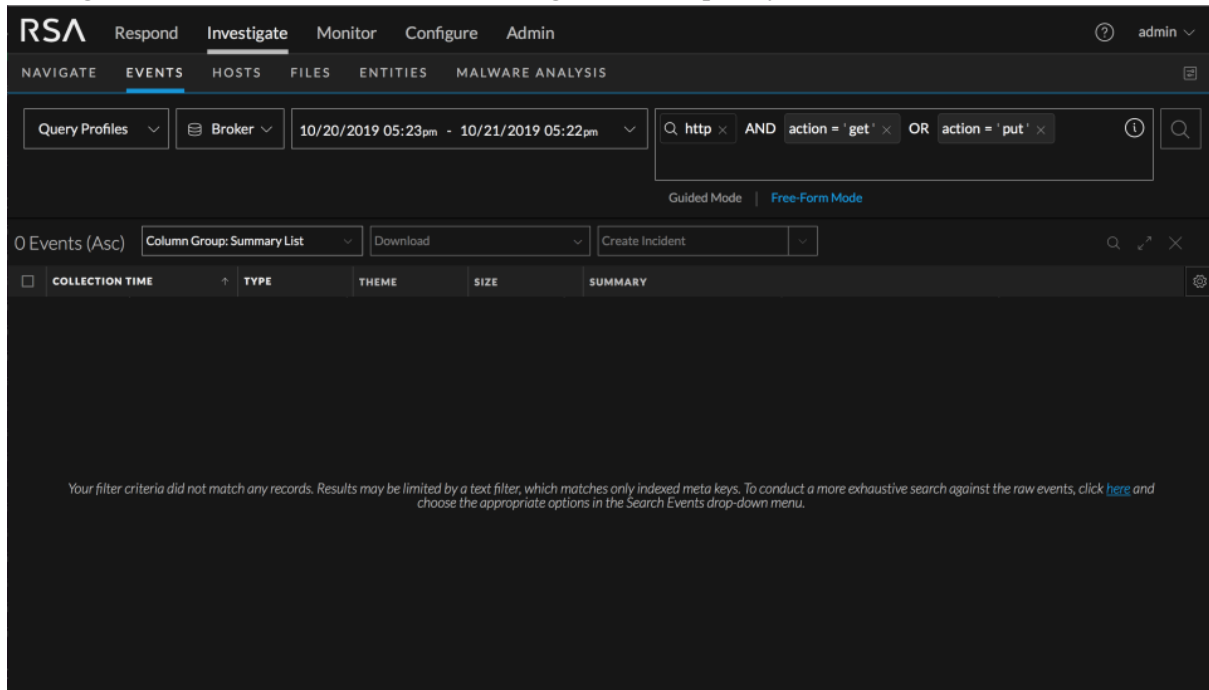 RSA Respond Investigate Monitor Configure Admin admin
NAVIGATE EVENTS HOSTS FILES ENTITIES MALWARE ANALYSIS
Query Profiles Broker 10/20/2019 05:23pm - 10/21/2019 05:22pm http × AND action = 'get' × OR action = 'put' ×
Guided Mode | Free-Form Mode
0 Events (Asc) Column Group: Summary List Download Create Incident
COLLECTION TIME ↑ TYPE THEME SIZE SUMMARY
Your filter criteria did not match any records. Results may be limited by a text filter, which matches only indexed meta keys. To conduct a more exhaustive search against the raw events, click here and
choose the appropriate options in the Search Events drop-down menu.